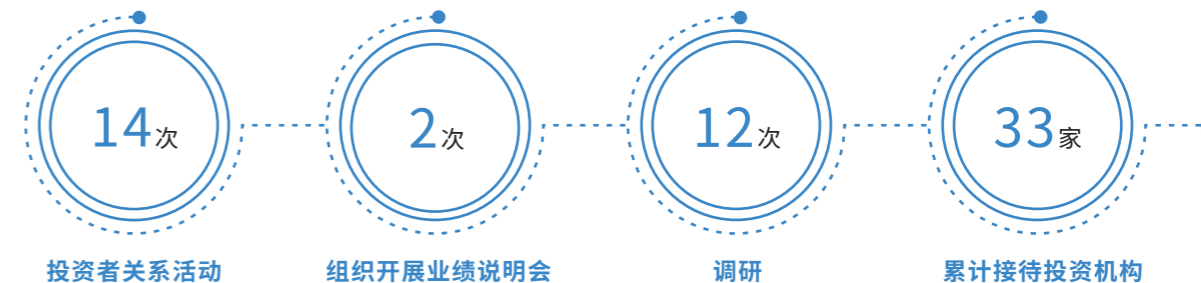 14次
2次
12次
33家
投资者关系活动
组织开展业绩说明会
调研
累计接待投资机构